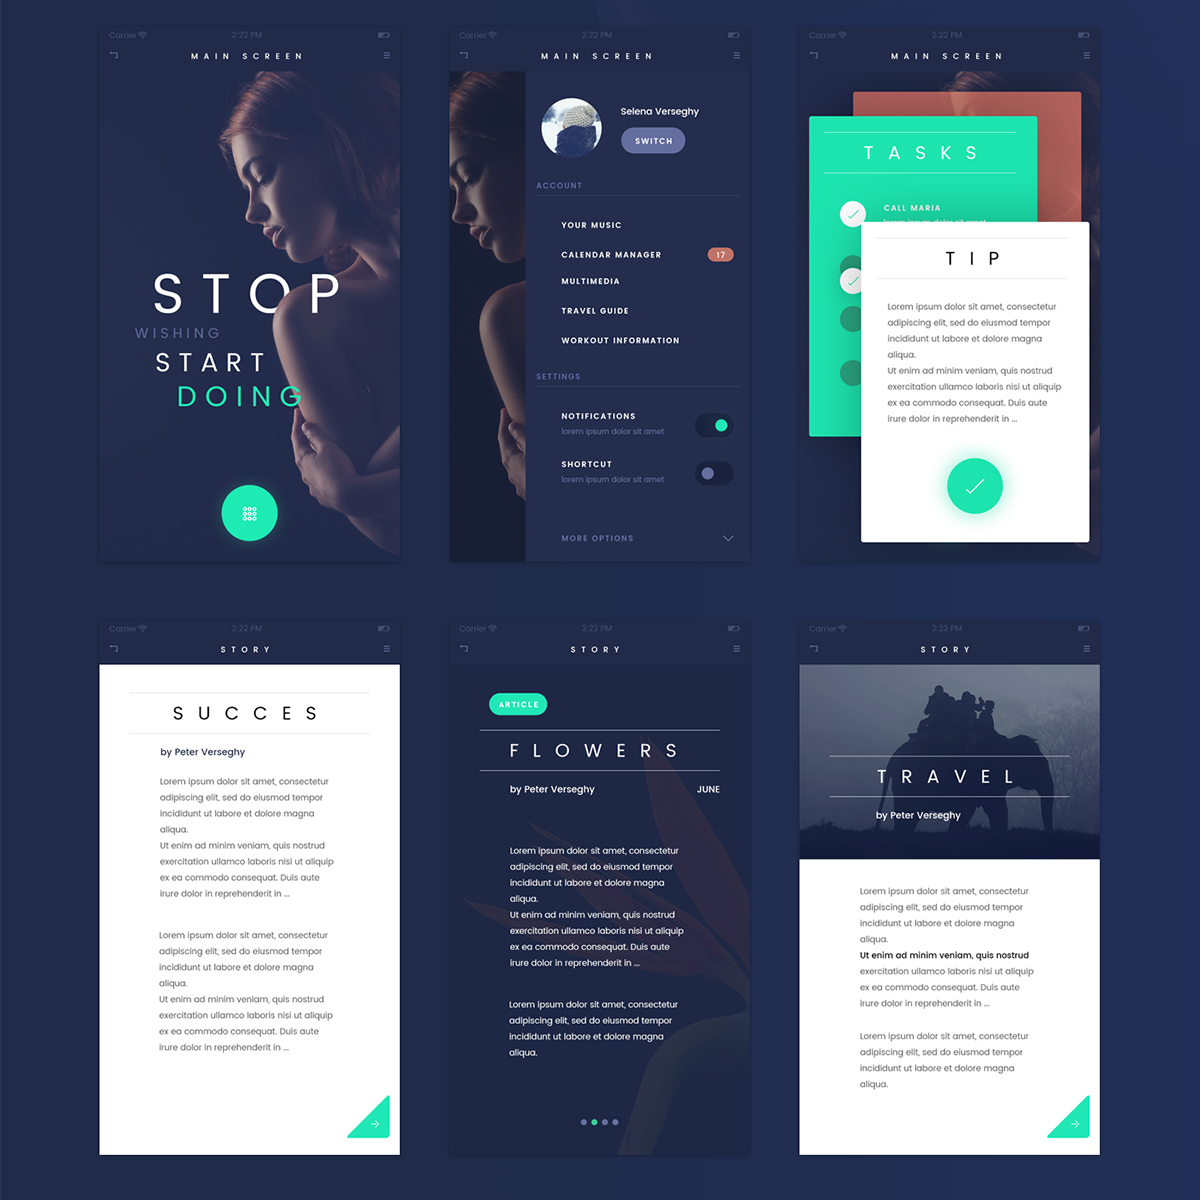 Carrier
2:22 PM
MAIN SCREEN
STOP
WISHING
START
DOING
Carrier
2:22 PM
MAIN SCREEN
Selena Verseghy
SWITCH
ACCOUNT
YOUR MUSIC
CALENDAR MANAGER
17
MULTIMEDIA
TRAVEL GUIDE
WORKOUT INFORMATION
SETTINGS
NOTIFICATIONS
lorem ipsum dolor sit amet
SHORTCUT
lorem ipsum dolor sit amet
MORE OPTIONS
Carrier
2:22 PM
MAIN SCREEN
TASKS
CALL MARIA
lorem ipsum dolor sit amet
TIP
Lorem ipsum dolor sit amet, consectetur
adipiscing elit, sed do eiusmod tempor
incididunt ut labore et dolore magna
aliqua.
Ut enim ad minim veniam, quis nostrud
exercitation ullamco laboris nisi ut aliquip
ex ea commodo consequat. Duis aute
irure dolor in reprehenderit in ...
Carrier
2:22 PM
STORY
SUCCES
by Peter Verseghy
Lorem ipsum dolor sit amet, consectetur
adipiscing elit, sed do eiusmod tempor
incididunt ut labore et dolore magna
aliqua.
Ut enim ad minim veniam, quis nostrud
exercitation ullamco laboris nisi ut aliquip
ex ea commodo consequat. Duis aute
irure dolor in reprehenderit in ...
Lorem ipsum dolor sit amet, consectetur
adipiscing elit, sed do eiusmod tempor
incididunt ut labore et dolore magna
aliqua.
Ut enim ad minim veniam, quis nostrud
exercitation ullamco laboris nisi ut aliquip
ex ea commodo consequat. Duis aute
irure dolor in reprehenderit in ...
Carrier
2:22 PM
STORY
ARTICLE
FLOWERS
by Peter Verseghy
JUNE
Lorem ipsum dolor sit amet, consectetur
adipiscing elit, sed do eiusmod tempor
incididunt ut labore et dolore magna
aliqua.
Ut enim ad minim veniam, quis nostrud
exercitation ullamco laboris nisi ut aliquip
ex ea commodo consequat. Duis aute
irure dolor in reprehenderit in ...
Lorem ipsum dolor sit amet, consectetur
adipiscing elit, sed do eiusmod tempor
incididunt ut labore et dolore magna
aliqua.
Carrier
2:22 PM
STORY
TRAVEL
by Peter Verseghy
Lorem ipsum dolor sit amet, consectetur
adipiscing elit, sed do eiusmod tempor
incididunt ut labore et dolore magna
aliqua.
Ut enim ad minim veniam, quis nostrud
exercitation ullamco laboris nisi ut aliquip
ex ea commodo consequat. Duis aute
irure dolor in reprehenderit in ...
Lorem ipsum dolor sit amet, consectetur
adipiscing elit, sed do eiusmod tempor
incididunt ut labore et dolore magna
aliqua.